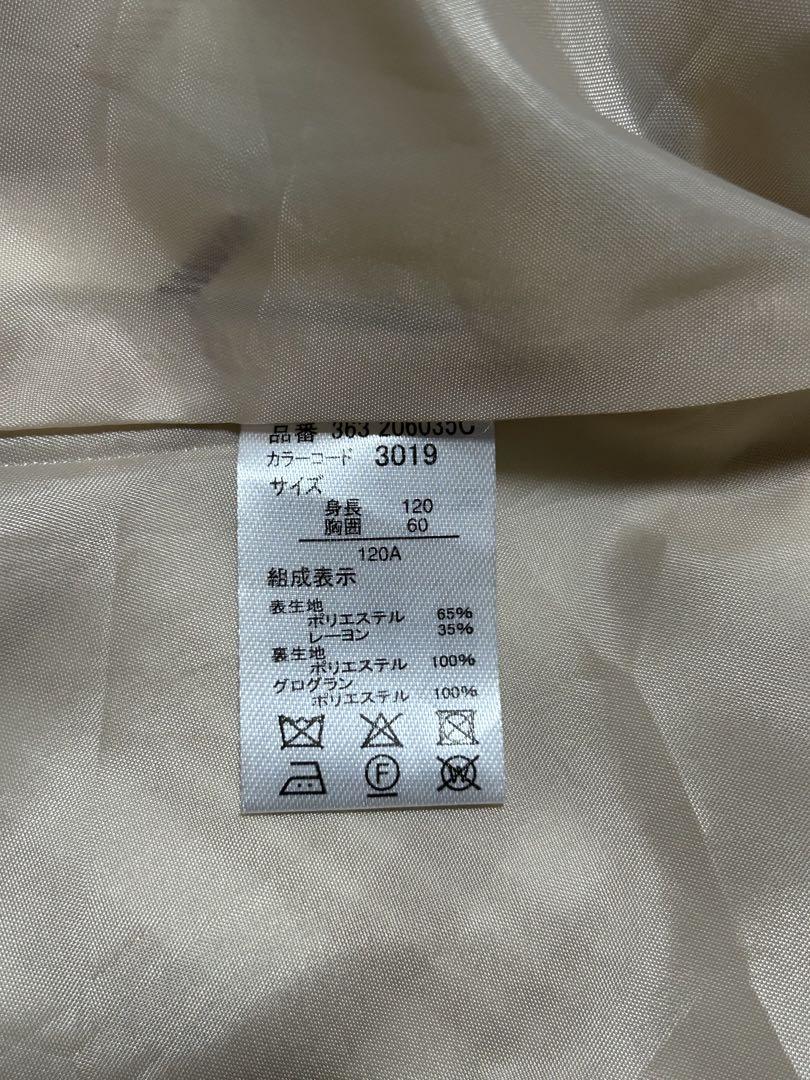 品番 363 206035C
カラーコード 3019
サイズ
身長 120
胸囲 60
120A
組成表示
表生地
ポリエステル 65%
レーヨン 35%
裏生地
ポリエステル 100%
グログラン
ポリエステル 100%
F W